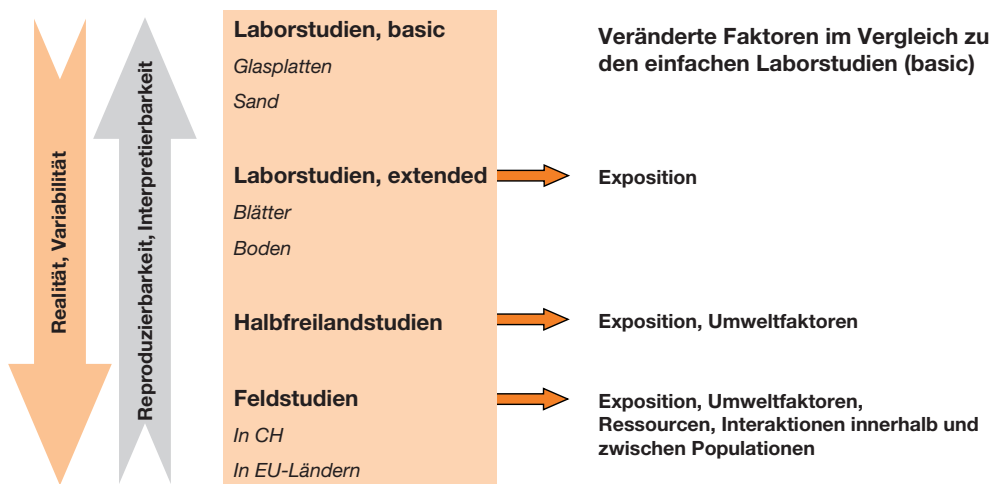 Realität, Variabilität
Reproduzierbarkeit, Interpretierbarkeit
Laborstudien, basic
Glasplatten
Sand
Laborstudien, extended
Blätter
Boden
Halbfreilandstudien
Feldstudien
In CH
In EU-Ländern
Veränderte Faktoren im Vergleich zu
den einfachen Laborstudien (basic)
Exposition
Exposition, Umweltfaktoren
Exposition, Umweltfaktoren,
Ressourcen, Interaktionen innerhalb und
zwischen Populationen